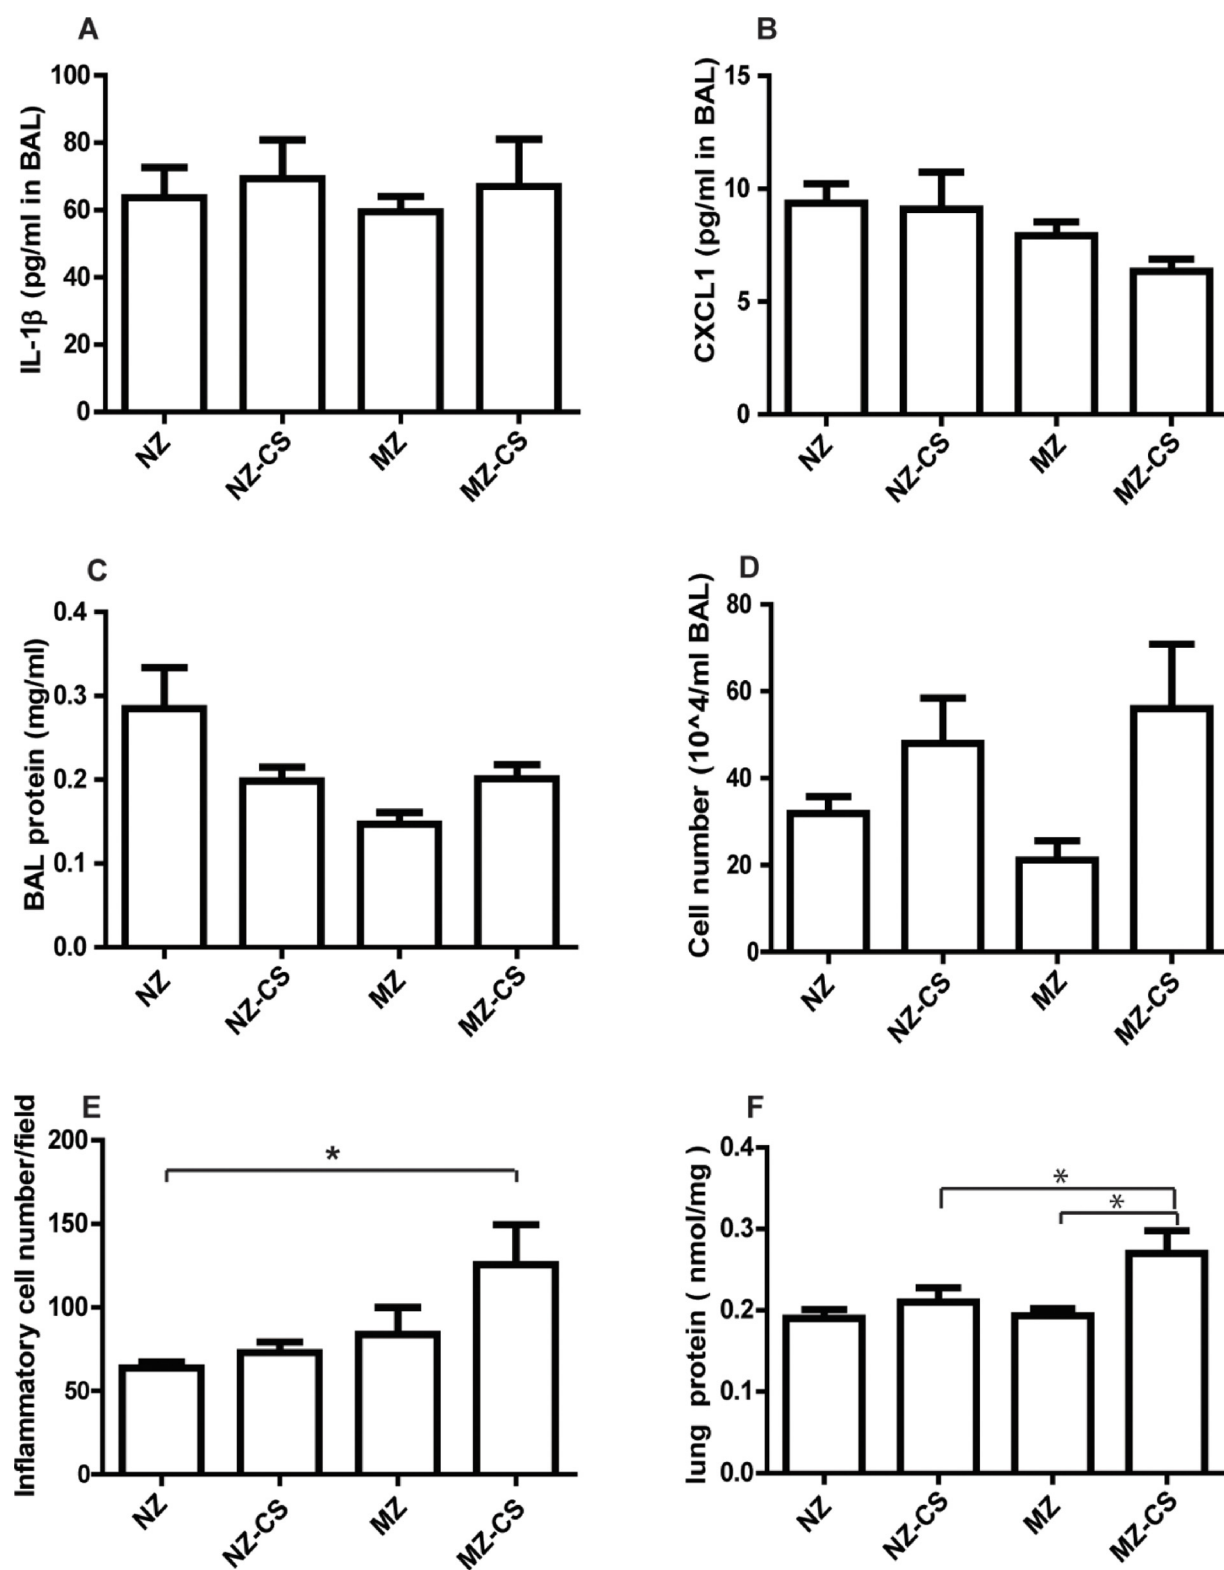 A
IL-1β (pg/ml in BAL)
100
80
60
40
20
0
NZ
NZ-CS
MZ
MZ-CS
B
CXCL1 (pg/ml in BAL)
15
10
5
0
NZ
NZ-CS
MZ
MZ-CS
C
BAL protein (mg/ml)
0.4
0.3
0.2
0.1
0.0
NZ
NZ-CS
MZ
MZ-CS
D
Cell number (10^4/ml BAL)
80
60
40
20
0
NZ
NZ-CS
MZ
MZ-CS
E
Inflammatory cell number/field
200
150
100
50
0
*
NZ
NZ-CS
MZ
MZ-CS
F
lung protein ( nmol/mg )
0.4
0.3
0.2
0.1
0.0
*
*
NZ
NZ-CS
MZ
MZ-CS